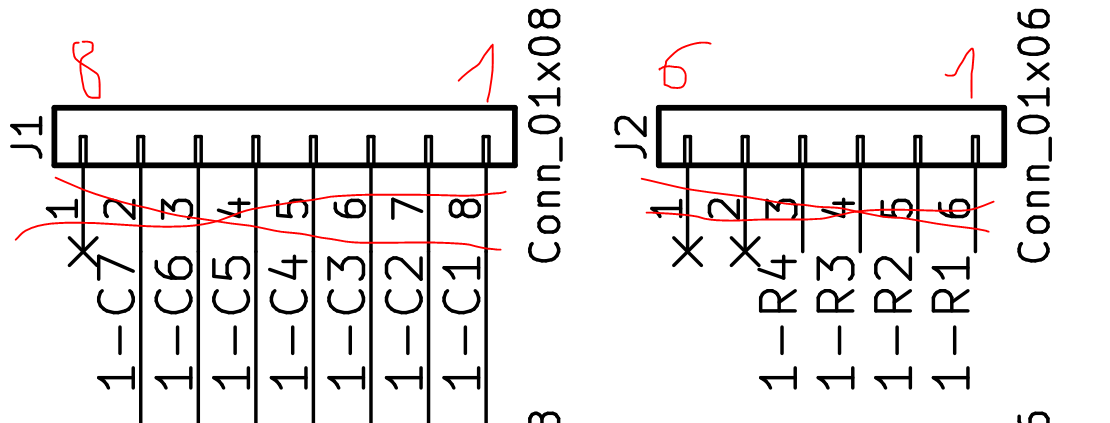 8 1
J1
Conn_01x08
1 2 3 4 5 6 7 8
1-C7 1-C6 1-C5 1-C4 1-C3 1-C2 1-C1
6 1
J2
Conn_01x06
1 2 3 4 5 6
1-R4 1-R3 1-R2 1-R1